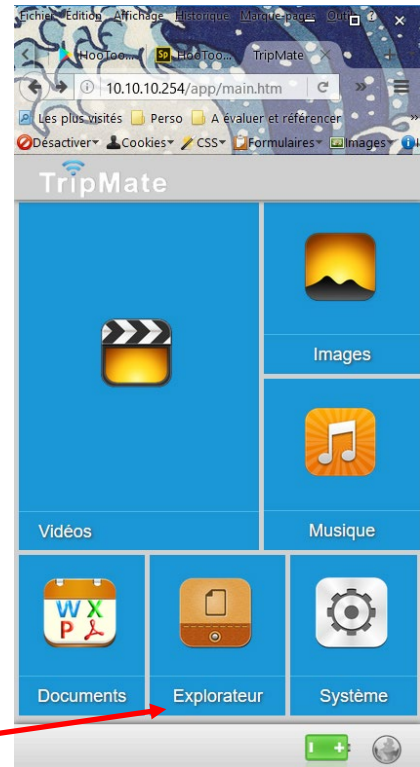 Fichier Édition Affichage Historique Marque-pages Outils ?
HooToo... HooToo... TripMate
10.10.10.254/app/main.htm
Les plus visités Perso A évaluer et référencer
Désactiver Cookies CSS Formulaires Images
TripMate
Images
Vidéos
Musique
W X
P
Documents
Explorateur
Système